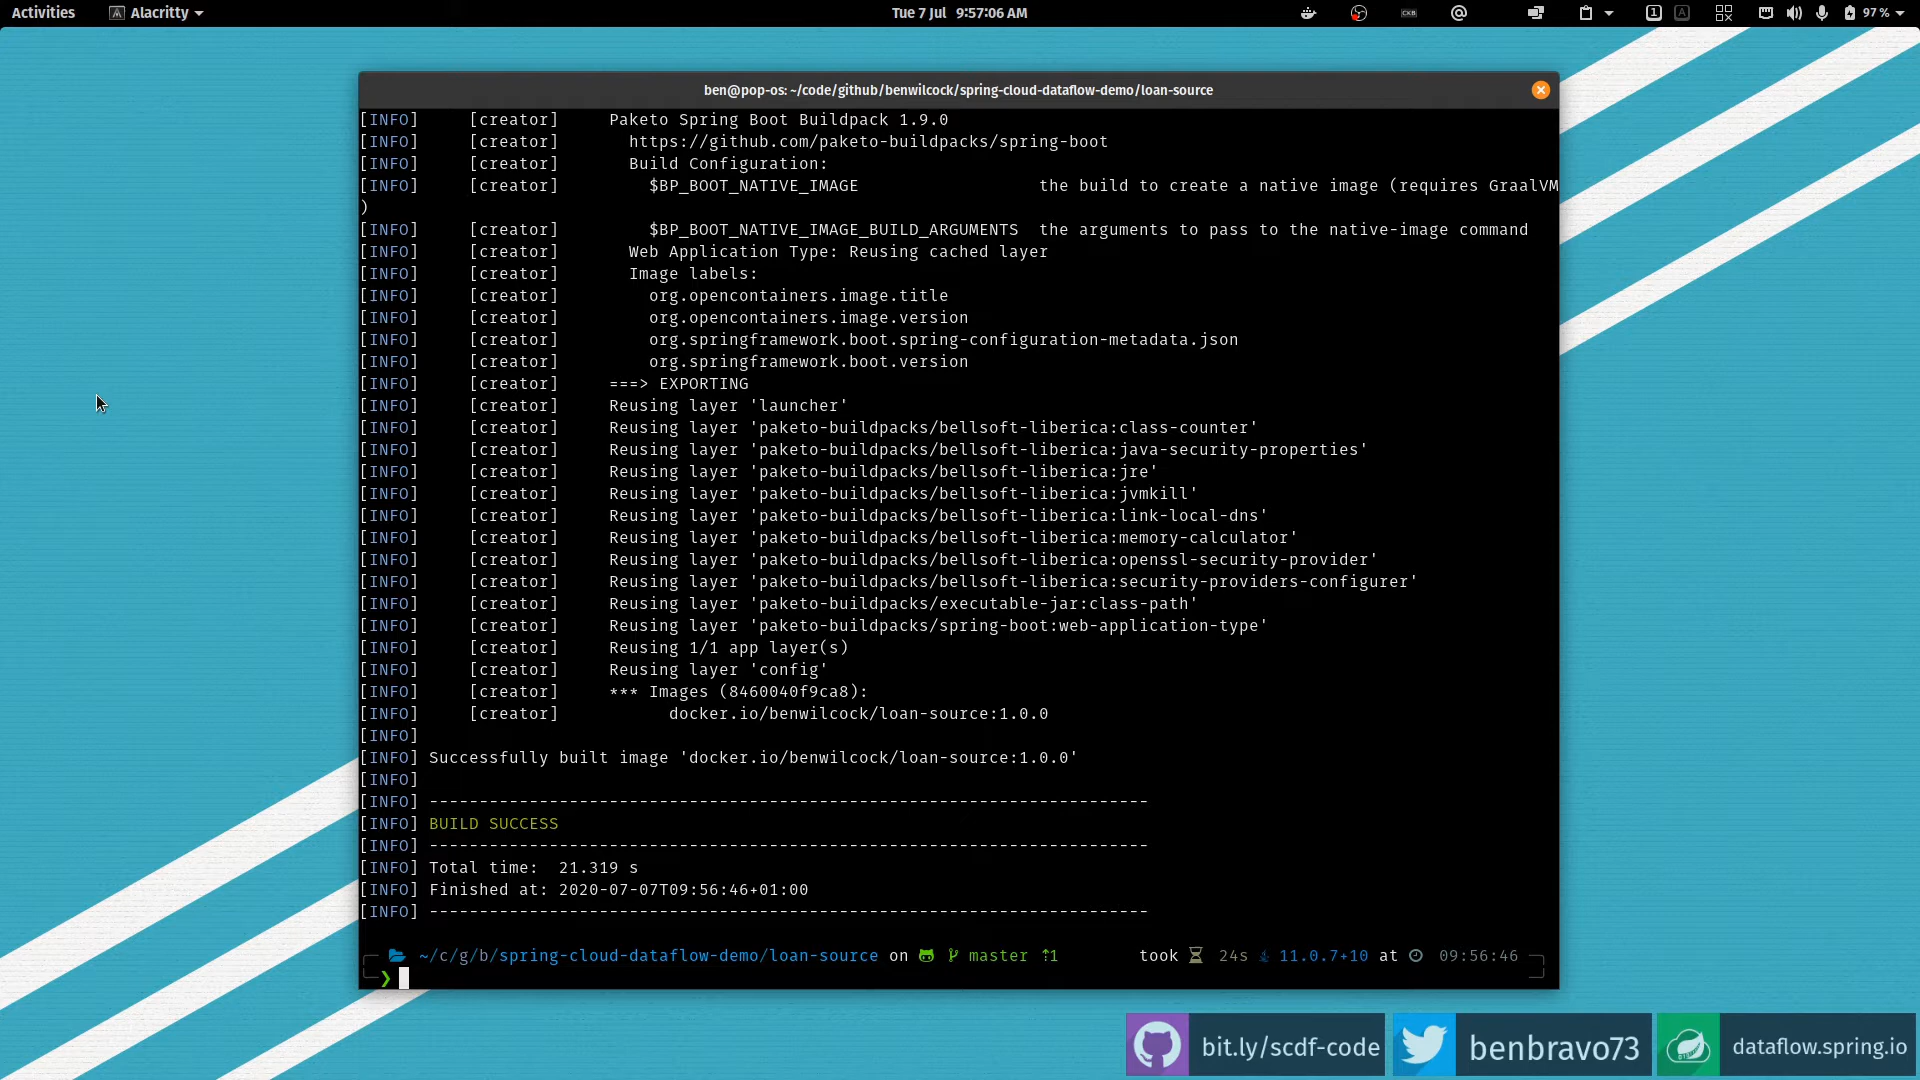 Activities Alacritty Tue 7 Jul 9:57:06 AM CKB 1 A 97 %
ben@pop-os: ~/code/github/benwilcock/spring-cloud-dataflow-demo/loan-source
[INFO] [creator] Paketo Spring Boot Buildpack 1.9.0
[INFO] [creator] https://github.com/paketo-buildpacks/spring-boot
[INFO] [creator] Build Configuration:
[INFO] [creator] $BP_BOOT_NATIVE_IMAGE the build to create a native image (requires GraalVM
)
[INFO] [creator] $BP_BOOT_NATIVE_IMAGE_BUILD_ARGUMENTS the arguments to pass to the native-image command
[INFO] [creator] Web Application Type: Reusing cached layer
[INFO] [creator] Image labels:
[INFO] [creator] org.opencontainers.image.title
[INFO] [creator] org.opencontainers.image.version
[INFO] [creator] org.springframework.boot.spring-configuration-metadata.json
[INFO] [creator] org.springframework.boot.version
[INFO] [creator] ===> EXPORTING
[INFO] [creator] Reusing layer 'launcher'
[INFO] [creator] Reusing layer 'paketo-buildpacks/bellsoft-liberica:class-counter'
[INFO] [creator] Reusing layer 'paketo-buildpacks/bellsoft-liberica:java-security-properties'
[INFO] [creator] Reusing layer 'paketo-buildpacks/bellsoft-liberica:jre'
[INFO] [creator] Reusing layer 'paketo-buildpacks/bellsoft-liberica:jvmkill'
[INFO] [creator] Reusing layer 'paketo-buildpacks/bellsoft-liberica:link-local-dns'
[INFO] [creator] Reusing layer 'paketo-buildpacks/bellsoft-liberica:memory-calculator'
[INFO] [creator] Reusing layer 'paketo-buildpacks/bellsoft-liberica:openssl-security-provider'
[INFO] [creator] Reusing layer 'paketo-buildpacks/bellsoft-liberica:security-providers-configurer'
[INFO] [creator] Reusing layer 'paketo-buildpacks/executable-jar:class-path'
[INFO] [creator] Reusing layer 'paketo-buildpacks/spring-boot:web-application-type'
[INFO] [creator] Reusing 1/1 app layer(s)
[INFO] [creator] Reusing layer 'config'
[INFO] [creator] *** Images (8460040f9ca8):
[INFO] [creator] docker.io/benwilcock/loan-source:1.0.0
[INFO]
[INFO] Successfully built image 'docker.io/benwilcock/loan-source:1.0.0'
[INFO]
[INFO] ------------------------------------------------------------------------
[INFO] BUILD SUCCESS
[INFO] ------------------------------------------------------------------------
[INFO] Total time: 21.319 s
[INFO] Finished at: 2020-07-07T09:56:46+01:00
[INFO] ------------------------------------------------------------------------
~/c/g/b/spring-cloud-dataflow-demo/loan-source on master ⇡1 took 24s 11.0.7+10 at 09:56:46
❯
bit.ly/scdf-code benbravo73 dataflow.spring.io